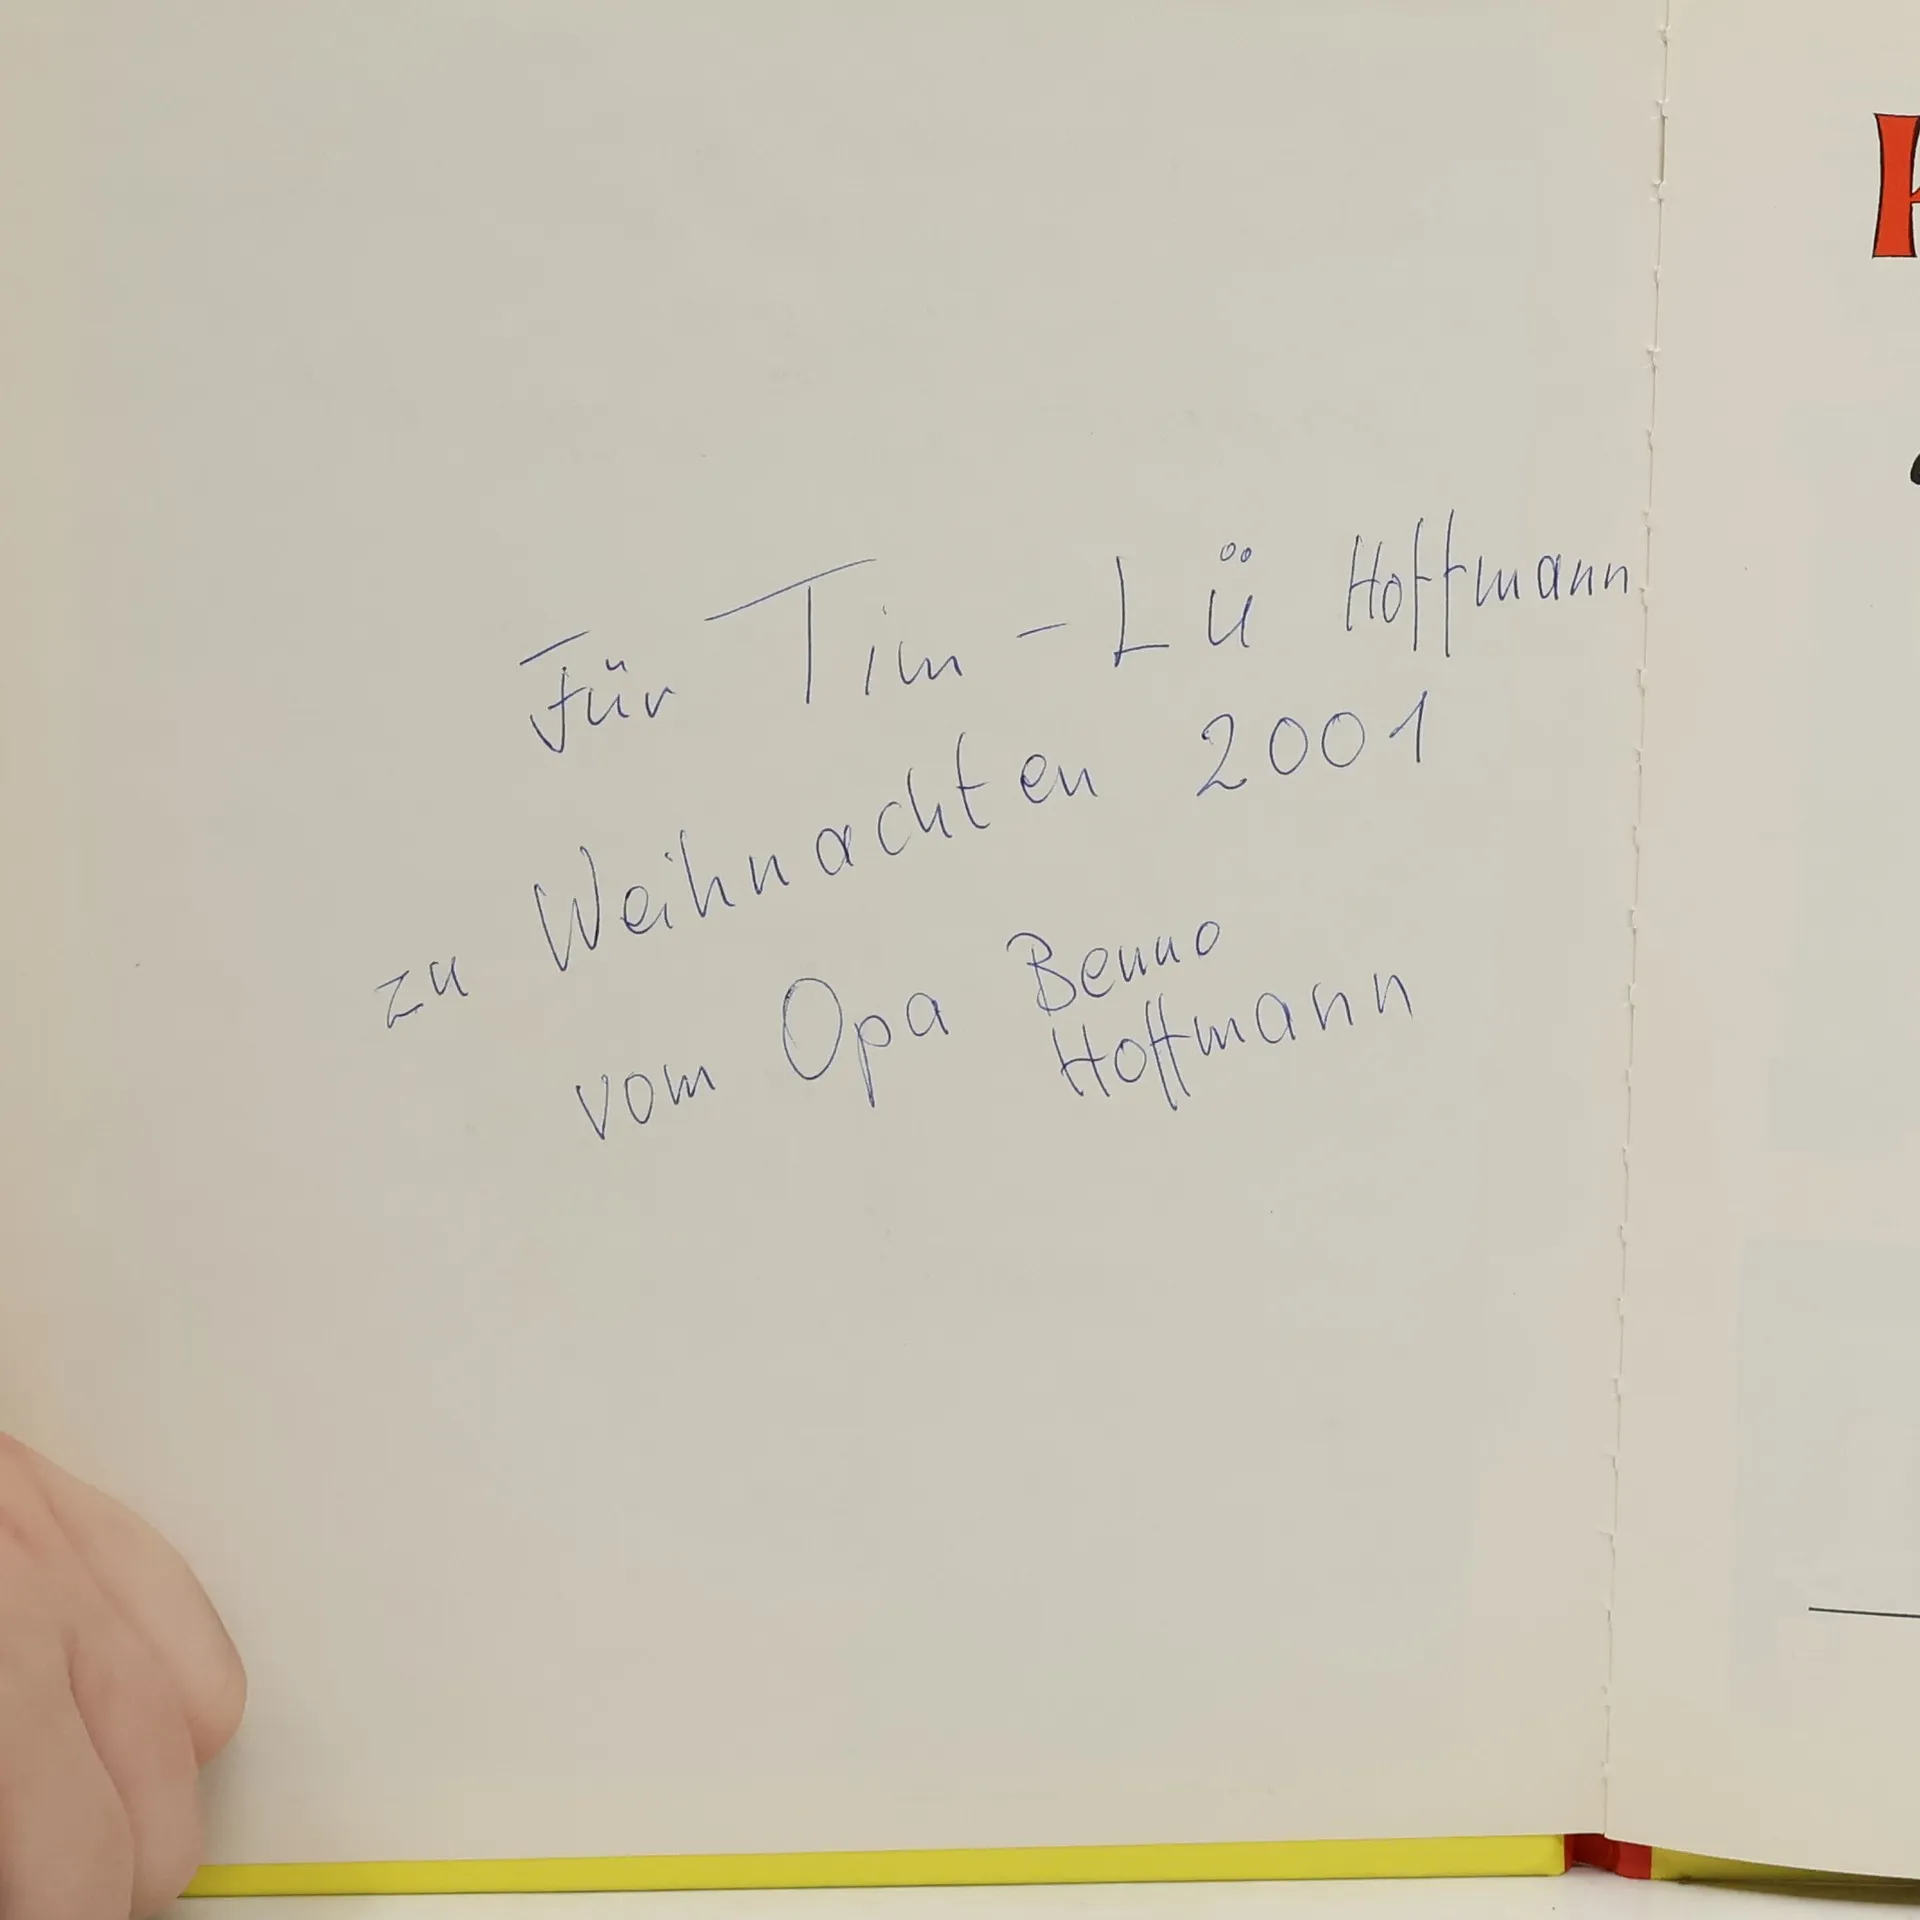 Für Tim - Lü Hoffmann
zu Weihnachten 2001
vom Opa Benno
Hoffmann